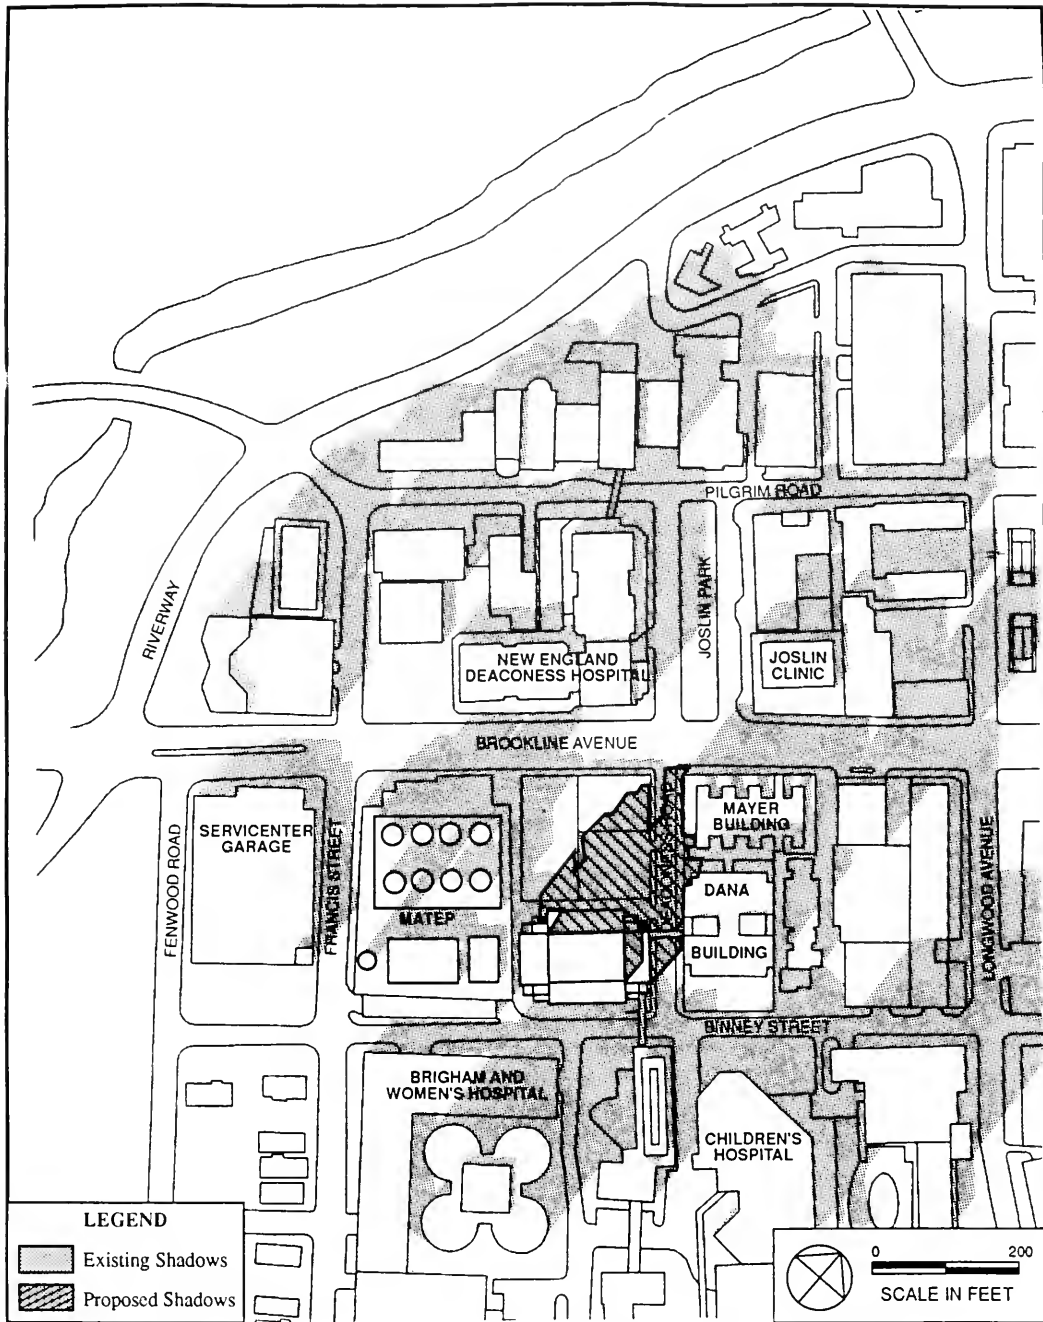 PILGRIM ROAD
RIVERWAY
JOSLIN PARK
NEW ENGLAND
DEACONESS HOSPITAL
JOSLIN
CLINIC
BROOKLINE AVENUE
FENWOOD ROAD
SERVICENTER
GARAGE
FRANCIS STREET
MATEP
DEACONESS ROAD
MAYER
BUILDING
DANA
BUILDING
LONGWOOD AVENUE
BINNEY STREET
BRIGHAM AND
WOMEN'S HOSPITAL
CHILDREN'S
HOSPITAL
LEGEND
Existing Shadows
Proposed Shadows
0 200
SCALE IN FEET